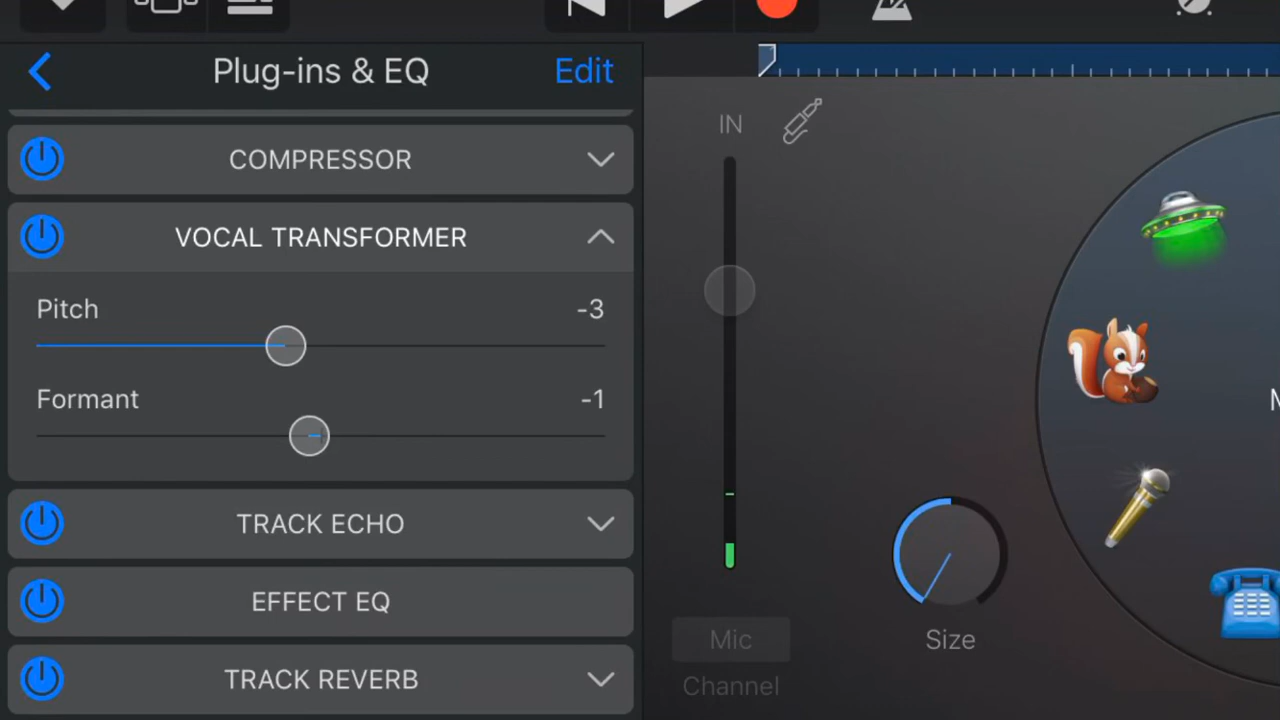 Plug-ins & EQ
Edit
COMPRESSOR
VOCAL TRANSFORMER
Pitch
-3
Formant
-1
TRACK ECHO
EFFECT EQ
TRACK REVERB
IN
Mic
Channel
Size